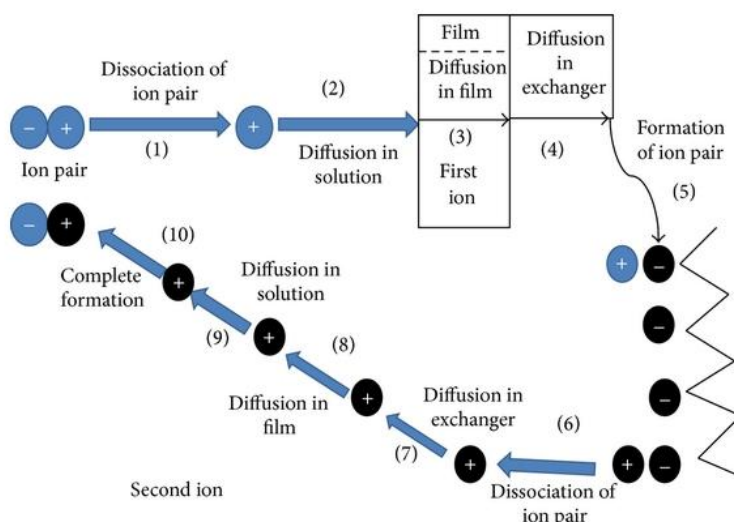 Dissociation of
ion pair
(1)
– +
Ion pair
+
(2)
Diffusion in
solution
Film
Diffusion
in film
(3)
First
ion
Diffusion
in
exchanger
(4)
Formation
of ion pair
(5)
+ –
–
–
+ –
(6)
Dissociation of
ion pair
+
Diffusion in
exchanger
(7)
+
(8)
Diffusion in
film
+
Diffusion in
solution
(9)
+
(10)
Complete
formation
– +
Second ion